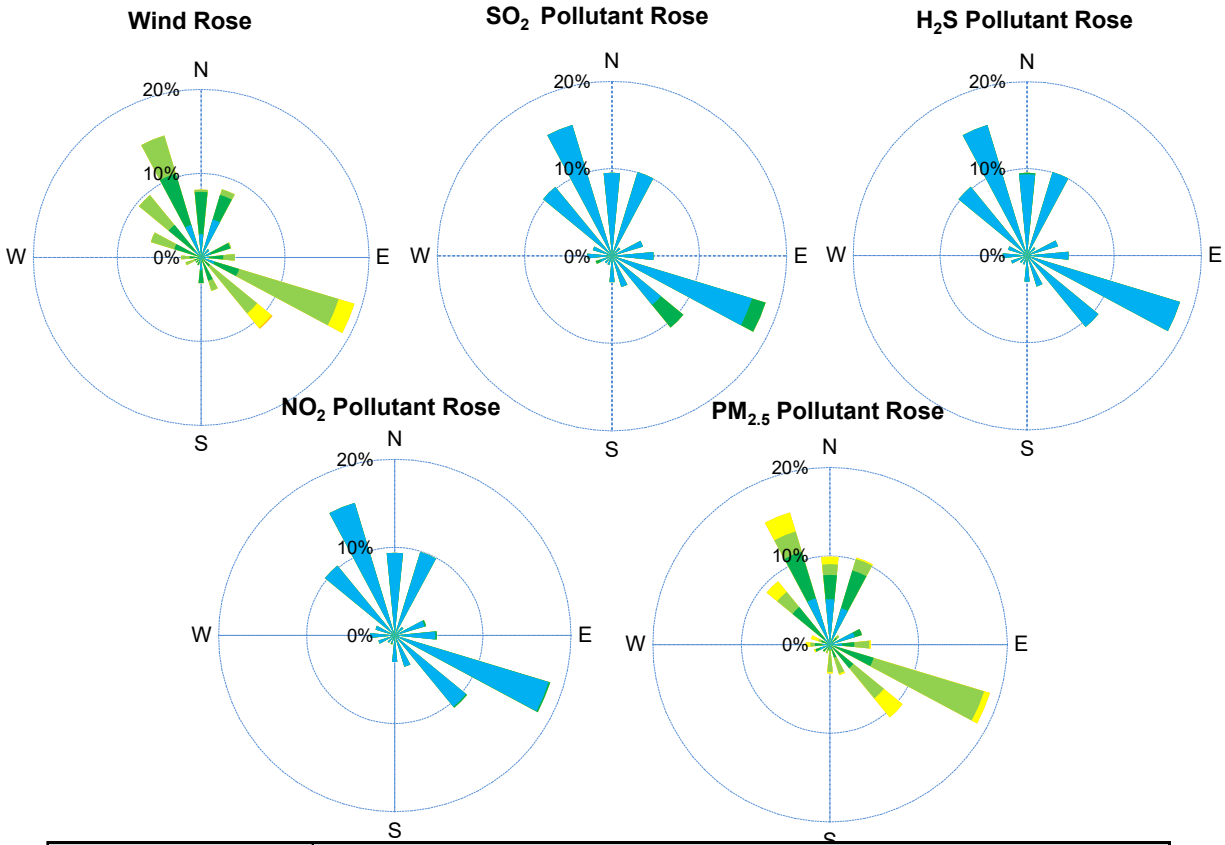 Wind Rose
SO2 Pollutant Rose
H2S Pollutant Rose
N
20%
10%
0%
W
E
S
N
20%
10%
0%
W
E
S
N
20%
10%
0%
W
E
S
NO2 Pollutant Rose
PM2.5 Pollutant Rose
N
20%
10%
0%
W
E
S
N
20%
10%
0%
W
E
S